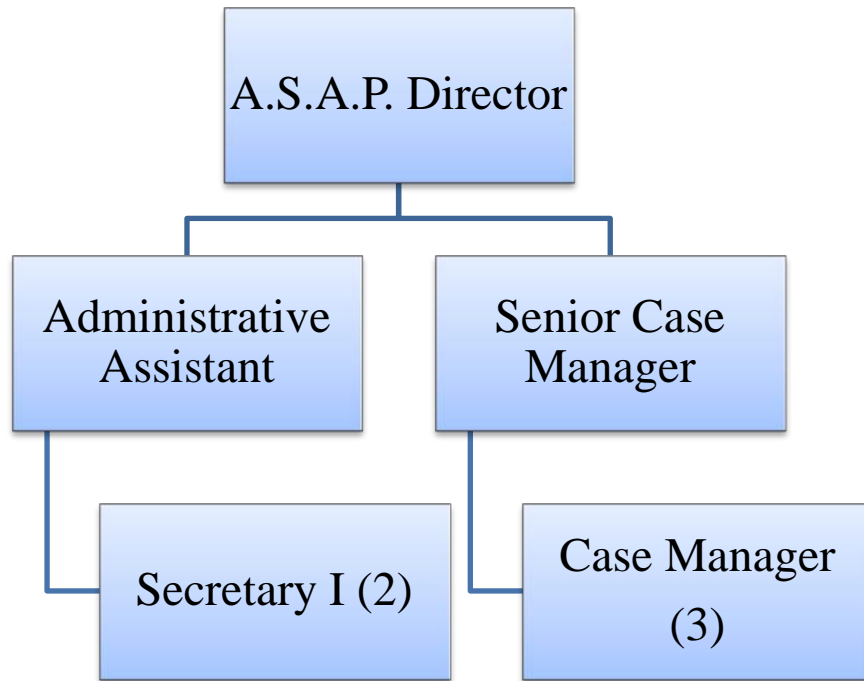 A.S.A.P. Director
Administrative
Assistant
Senior Case
Manager
Secretary I (2)
Case Manager
(3)